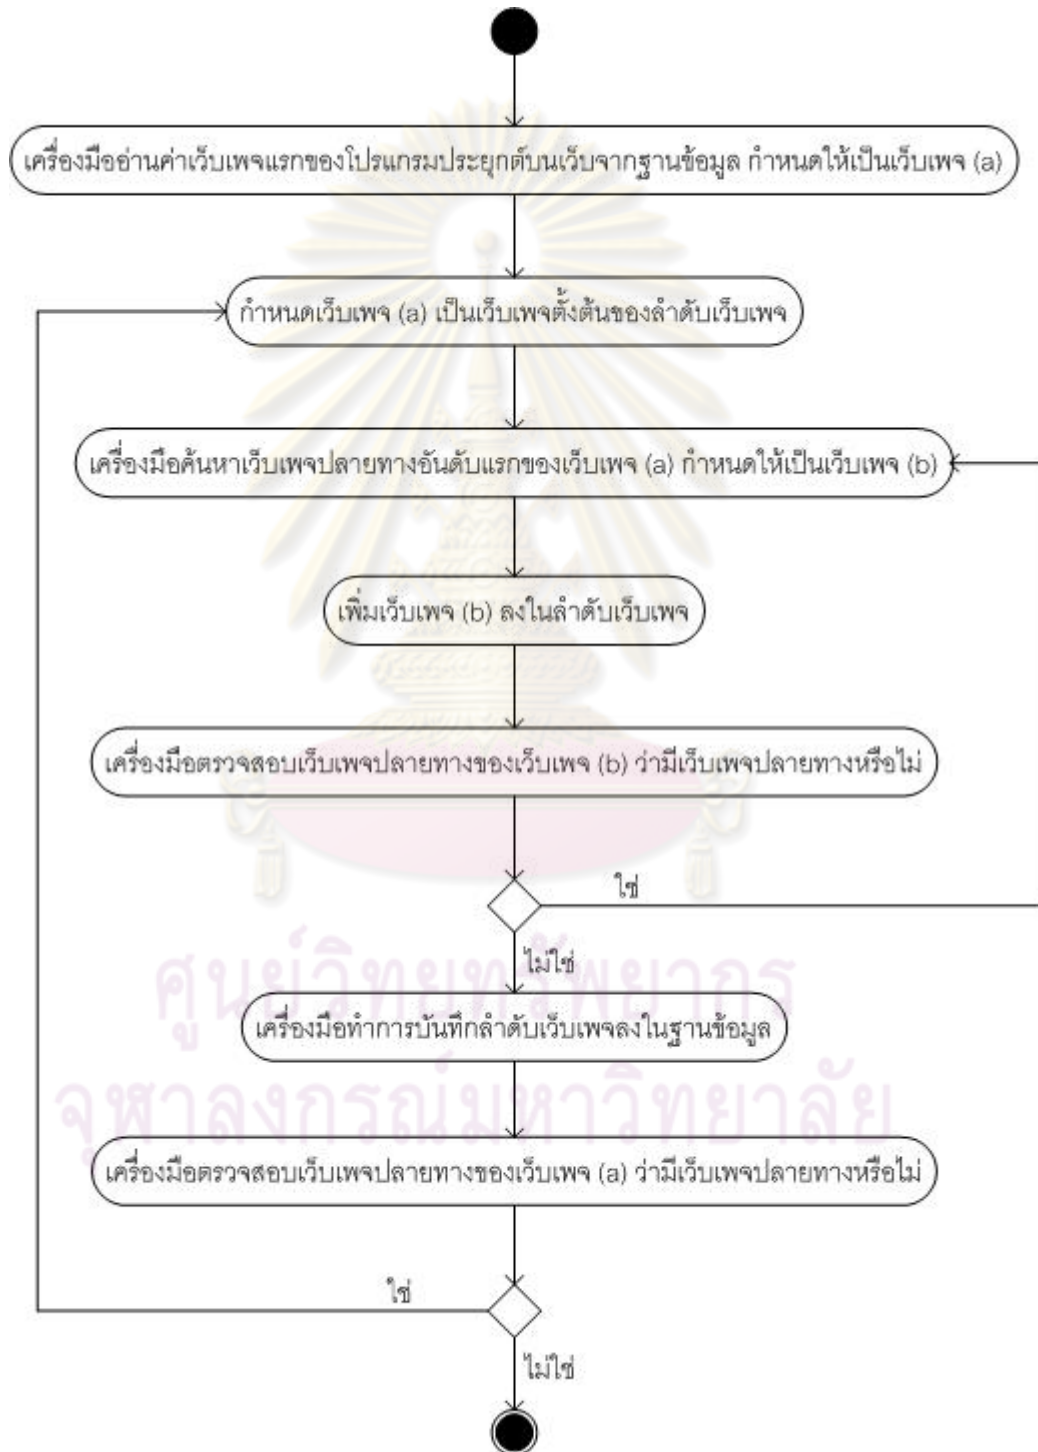 เครื่องมืออ่านค่าเว็บเพจแรกของโปรแกรมประยุกต์บนเว็บจากฐานข้อมูล กำหนดให้เป็นเว็บเพจ (a)
กำหนดเว็บเพจ (a) เป็นเว็บเพจตั้งต้นของลำดับเว็บเพจ
เครื่องมือค้นหาเว็บเพจปลายทางอันดับแรกของเว็บเพจ (a) กำหนดให้เป็นเว็บเพจ (b)
เพิ่มเว็บเพจ (b) ลงในลำดับเว็บเพจ
เครื่องมือตรวจสอบเว็บเพจปลายทางของเว็บเพจ (b) ว่ามีเว็บเพจปลายทางหรือไม่
ใช่
ไม่ใช่
ศูนย์วิทยทรัพยากร
เครื่องมือทำการบันทึกลำดับเว็บเพจลงในฐานข้อมูล
จุฬาลงกรณ์มหาวิทยาลัย
เครื่องมือตรวจสอบเว็บเพจปลายทางของเว็บเพจ (a) ว่ามีเว็บเพจปลายทางหรือไม่
ใช่
ไม่ใช่